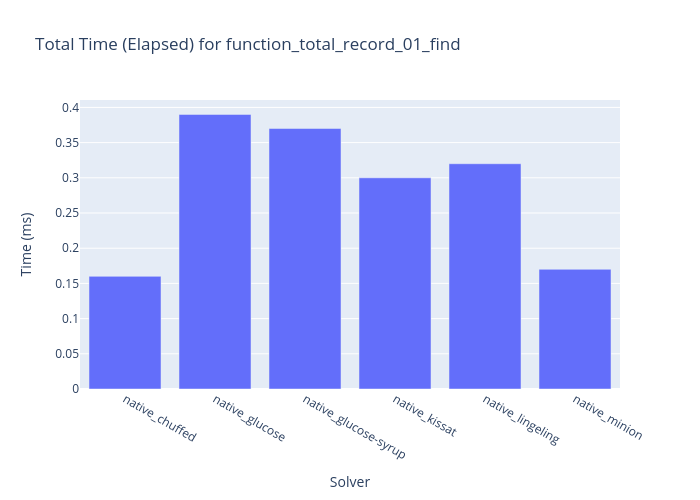 Total Time (Elapsed) for function_total_record_01_find
Time (ms)
0.4
0.35
0.3
0.25
0.2
0.15
0.1
0.05
0
native_chuffed
native_glucose
native_glucose-syrup
native_kissat
native_lingeling
native_minion
Solver